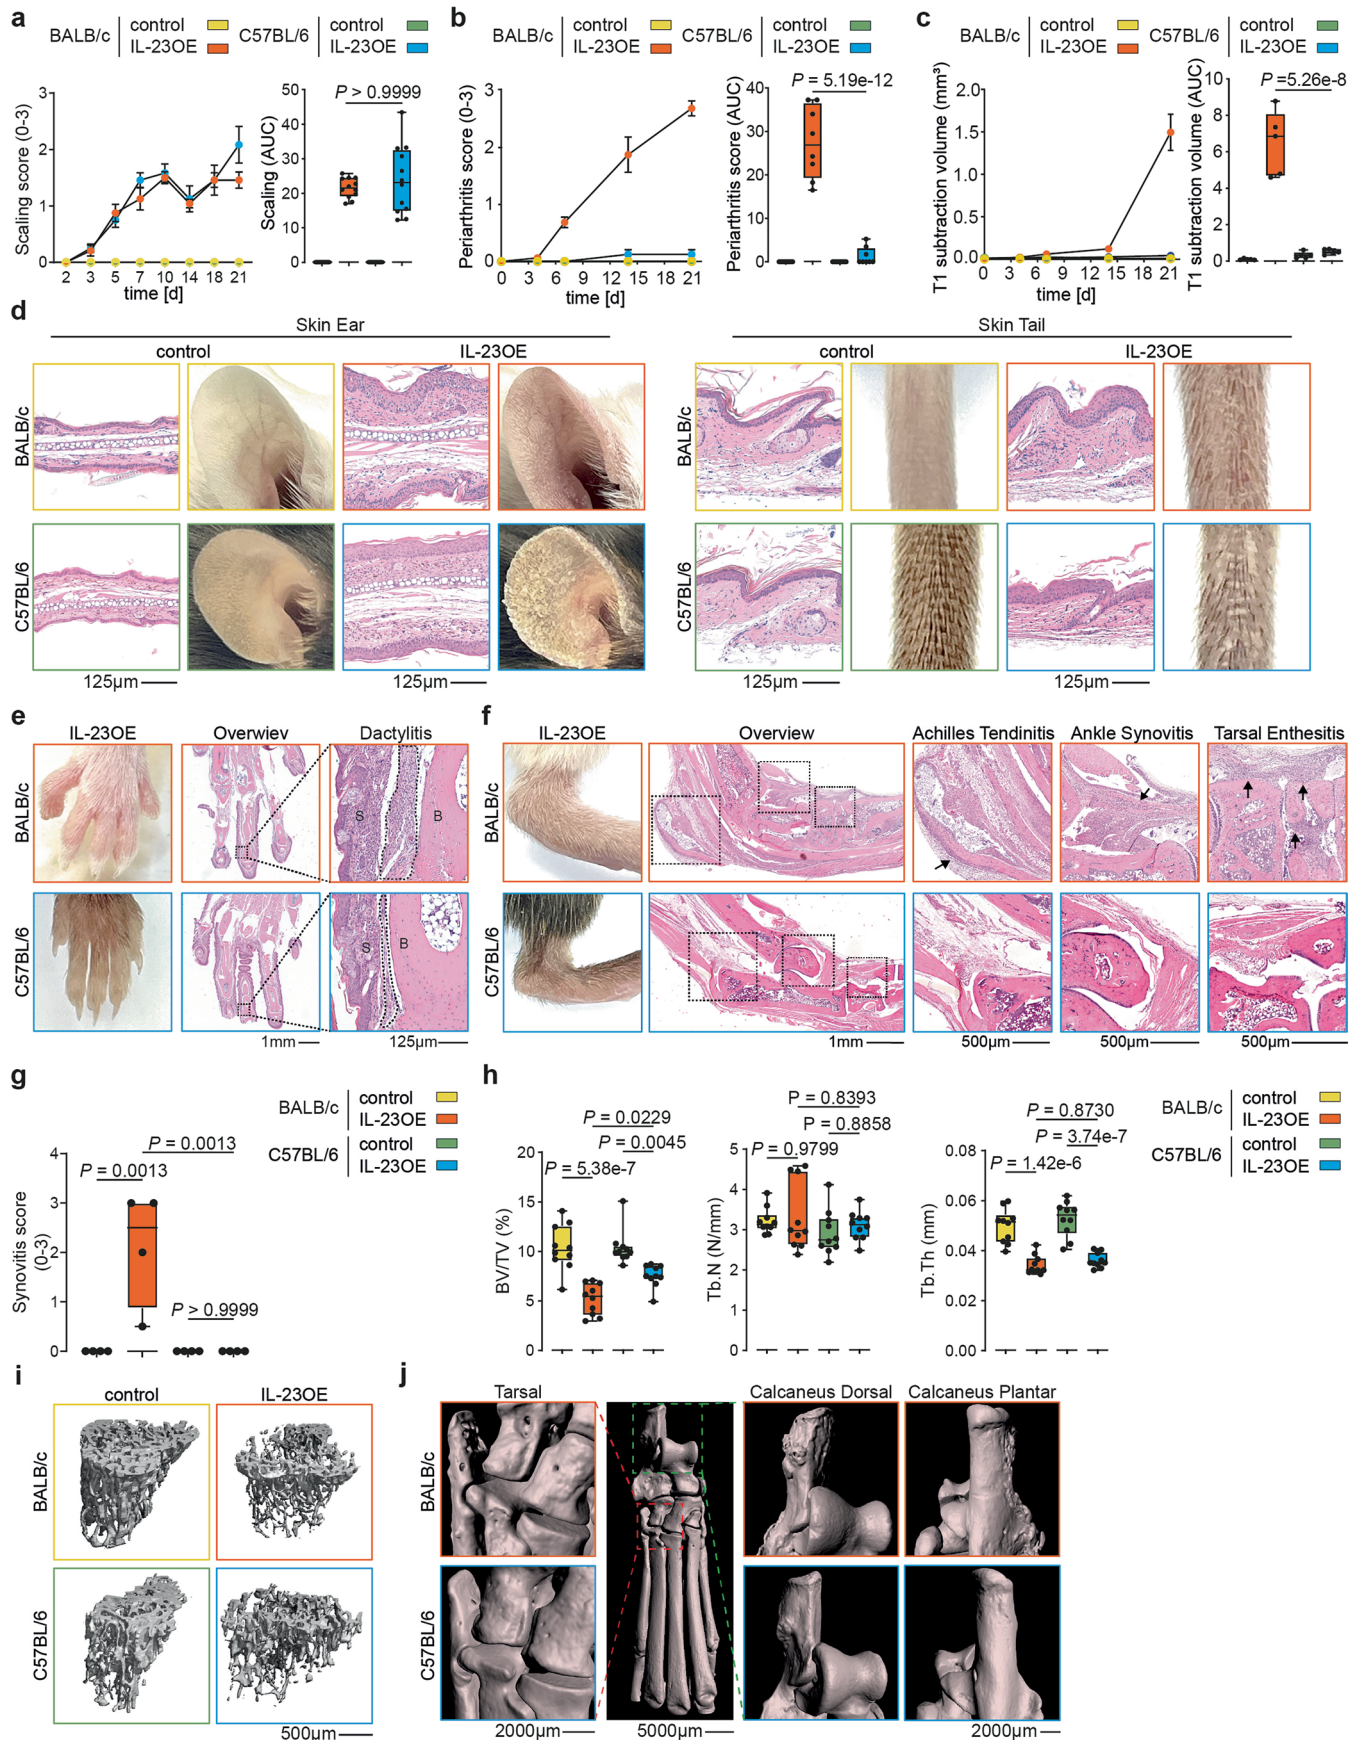 a
BALB/c
control
IL-23OE
C57BL/6
control
IL-23OE
Scaling score (0-3)
3
2
1
0
2 3 5 7 10 14 18 21
time [d]
Scaling (AUC)
50
40
30
20
10
0
P > 0.9999
b
BALB/c
control
IL-23OE
C57BL/6
control
IL-23OE
Periarthritis score (0-3)
3
2
1
0
0 3 6 9 12 15 18 21
time [d]
Periarthritis score (AUC)
40
30
20
10
0
P = 5.19e-12
c
BALB/c
control
IL-23OE
C57BL/6
control
IL-23OE
T1 subtraction volume (mm³)
2.0
1.5
1.0
0.5
0.0
0 3 6 9 12 15 18 21
time [d]
T1 subtraction volume (AUC)
10
8
6
4
2
0
P =5.26e-8
d
Skin Ear
control
IL-23OE
Skin Tail
control
IL-23OE
BALB/c
BALB/c
C57BL/6
C57BL/6
125µm
125µm
125µm
125µm
e
IL-23OE
Overwiev
Dactylitis
BALB/c
S
B
C57BL/6
S
B
1mm
125µm
f
IL-23OE
Overview
Achilles Tendinitis
Ankle Synovitis
Tarsal Enthesitis
BALB/c
C57BL/6
1mm
500µm
500µm
500µm
g
BALB/c
control
IL-23OE
C57BL/6
control
IL-23OE
Synovitis score
(0-3)
4
3
2
1
0
P = 0.0013
P = 0.0013
P > 0.9999
h
BALB/c
control
IL-23OE
C57BL/6
control
IL-23OE
BV/TV (%)
20
15
10
5
0
P = 0.0229
P = 0.0045
P = 5.38e-7
Tb.N (N/mm)
5
4
3
2
1
0
P = 0.8393
P = 0.8858
P = 0.9799
Tb.Th (mm)
0.08
0.06
0.04
0.02
0.00
P = 0.8730
P = 3.74e-7
P = 1.42e-6
i
control
IL-23OE
BALB/c
C57BL/6
500µm
j
Tarsal
Calcaneus Dorsal
Calcaneus Plantar
BALB/c
C57BL/6
2000µm
5000µm
2000µm